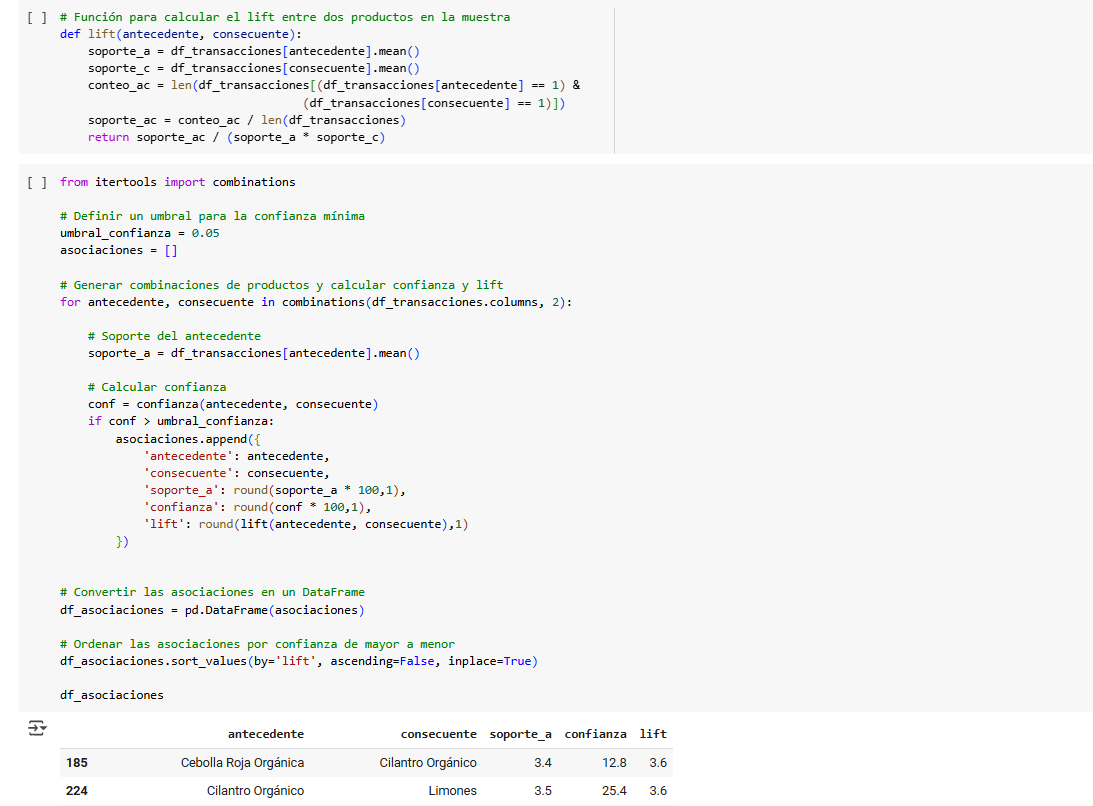 [ ] # Función para calcular el lift entre dos productos en la muestra
def lift(antecedente, consecuente):
    soporte_a = df_transacciones[antecedente].mean()
    soporte_c = df_transacciones[consecuente].mean()
    conteo_ac = len(df_transacciones[(df_transacciones[antecedente] == 1) &
                                   (df_transacciones[consecuente] == 1)])
    soporte_ac = conteo_ac / len(df_transacciones)
    return soporte_ac / (soporte_a * soporte_c)
[ ] from itertools import combinations
# Definir un umbral para la confianza mínima
umbral_confianza = 0.05
asociaciones = []
# Generar combinaciones de productos y calcular confianza y lift
for antecedente, consecuente in combinations(df_transacciones.columns, 2):
    # Soporte del antecedente
    soporte_a = df_transacciones[antecedente].mean()
    # Calcular confianza
    conf = confianza(antecedente, consecuente)
    if conf > umbral_confianza:
        asociaciones.append({
            'antecedente': antecedente,
            'consecuente': consecuente,
            'soporte_a': round(soporte_a * 100,1),
            'confianza': round(conf * 100,1),
            'lift': round(lift(antecedente, consecuente),1)
        })
# Convertir las asociaciones en un DataFrame
df_asociaciones = pd.DataFrame(asociaciones)
# Ordenar las asociaciones por confianza de mayor a menor
df_asociaciones.sort_values(by='lift', ascending=False, inplace=True)
df_asociaciones
antecedente consecuente soporte_a confianza lift
185 Cebolla Roja Orgánica Cilantro Orgánico 3.4 12.8 3.6
224 Cilantro Orgánico Limones 3.5 25.4 3.6